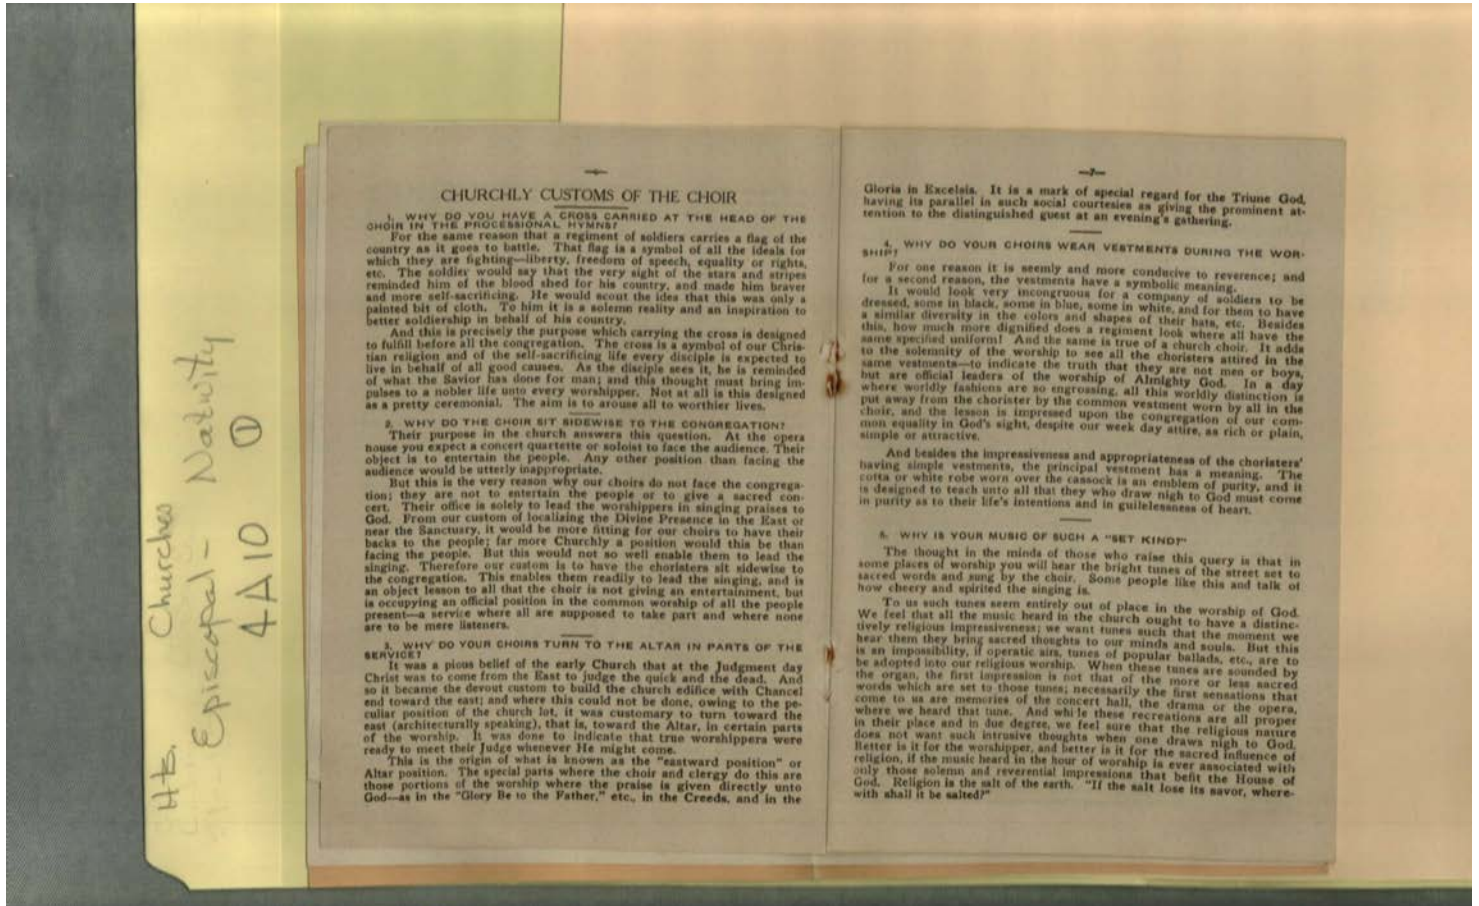 H.B. Churches
Episcopal - Nativity
4A10 ①
CHURCHLY CUSTOMS OF THE CHOIR
1. WHY DO YOU HAVE A CROSS CARRIED AT THE HEAD OF THE
CHOIR IN THE PROCESSIONAL HYMNS?
For the same reason that a regiment of soldiers carries a flag of the
country as it goes to battle. That flag is a symbol of all the ideals for
which they are fighting—liberty, freedom of speech, equality or rights,
etc. The soldier would say that the very sight of the stars and stripes
reminded him of the blood shed for his country, and made him braver
and more self-sacrificing. He would scout the idea that this was only a
painted bit of cloth. To him it is a solemn reality and an inspiration to
better soldiership in behalf of his country.
And this is precisely the purpose which carrying the cross is designed
to fulfill before all the congregation. The cross is a symbol of our Chris-
tian religion and of the self-sacrificing life every disciple is expected to
live in behalf of all good causes. As the disciple sees it, he is reminded
of what the Savior has done for man; and this thought must bring im-
pulses to a nobler life unto every worshipper. Not at all is this designed
as a pretty ceremonial. The aim is to arouse all to worthier lives.
2. WHY DO THE CHOIR SIT SIDEWISE TO THE CONGREGATION?
Their purpose in the church answers this question. At the opera
house you expect a concert quartette or soloist to face the audience. Their
object is to entertain the people. Any other position than facing the
audience would be utterly inappropriate.
But this is the very reason why our choirs do not face the congrega-
tion; they are not to entertain the people or to give a sacred con-
cert. Their office is solely to lead the worshippers in singing praises to
God. From our custom of localizing the Divine Presence in the East or
near the Sanctuary, it would be more fitting for our choirs to have their
backs to the people; far more Churchly a position would this be than
facing the people. But this would not so well enable them to lead the
singing. Therefore our custom is to have the choristers sit sidewise to
the congregation. This enables them readily to lead the singing, and is
an object lesson to all that the choir is not giving an entertainment, but
is occupying an official position in the common worship of all the people
present—a service where all are supposed to take part and where none
are to be mere listeners.
3. WHY DO YOUR CHOIRS TURN TO THE ALTAR IN PARTS OF THE
SERVICE?
It was a pious belief of the early Church that at the Judgment day
Christ was to come from the East to judge the quick and the dead. And
so it became the devout custom to build the church edifice with Chancel
end toward the east; and where this could not be done, owing to the pe-
culiar position of the church lot, it was customary to turn toward the
east (architecturally speaking), that is, toward the Altar, in certain parts
of the worship. It was done to indicate that true worshippers were
ready to meet their Judge whenever He might come.
This is the origin of what is known as the "eastward position" or
Altar position. The special parts where the choir and clergy do this are
those portions of the worship where the praise is given directly unto
God—as in the "Glory Be to the Father," etc., in the Creeds, and in the
—7—
Gloria in Excelsis. It is a mark of special regard for the Triune God,
having its parallel in such social courtesies as giving the prominent at-
tention to the distinguished guest at an evening's gathering.
4. WHY DO YOUR CHOIRS WEAR VESTMENTS DURING THE WOR-
SHIP?
For one reason it is seemly and more conducive to reverence; and
for a second reason, the vestments have a symbolic meaning.
It would look very incongruous for a company of soldiers to be
dressed, some in black, some in blue, some in white, and for them to have
a similar diversity in the colors and shapes of their hats, etc. Besides
this, how much more dignified does a regiment look where all have the
same specified uniform! And the same is true of a church choir. It adds
to the solemnity of the worship to see all the choristers attired in the
same vestments—to indicate the truth that they are not men or boys,
but are official leaders of the worship of Almighty God. In a day
where worldly fashions are so engrossing, all this worldly distinction is
put away from the chorister by the common vestment worn by all in the
choir, and the lesson is impressed upon the congregation of our com-
mon equality in God's sight, despite our week day attire, as rich or plain,
simple or attractive.
And besides the impressiveness and appropriateness of the choristers'
having simple vestments, the principal vestment has a meaning. The
cotta or white robe worn over the cassock is an emblem of purity, and it
is designed to teach unto all that they who draw nigh to God must come
in purity as to their life's intentions and in guilelessness of heart.
5. WHY IS YOUR MUSIC OF SUCH A "SET KIND?"
The thought in the minds of those who raise this query is that in
some places of worship you will hear the bright tunes of the street set to
sacred words and sung by the choir. Some people like this and talk of
how cheery and spirited the singing is.
To us such tunes seem entirely out of place in the worship of God.
We feel that all the music heard in the church ought to have a distinc-
tively religious impressiveness; we want tunes such that the moment we
hear them they bring sacred thoughts to our minds and souls. But this
is an impossibility, if operatic airs, tunes of popular ballads, etc., are to
be adopted into our religious worship. When these tunes are sounded by
the organ, the first impression is not that of the more or less sacred
words which are set to those tunes; necessarily the first sensations that
come to us are memories of the concert hall, the drama or the opera,
where we heard that tune. And while these recreations are all proper
in their place and in due degree, we feel sure that the religious nature
does not want such intrusive thoughts when one draws nigh to God.
Better is it for the worshipper, and better is it for the sacred influence of
religion, if the music heard in the hour of worship is ever associated with
only those solemn and reverential impressions that befit the House of
God. Religion is the salt of the earth. "If the salt lose its savor, where-
with shall it be salted?"